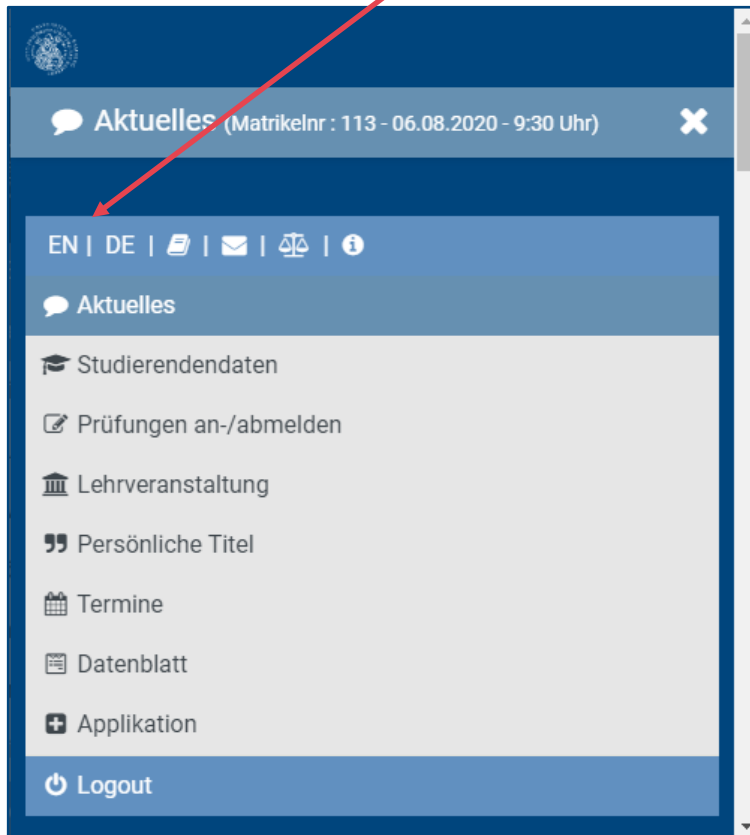 Aktuelles (Matrikelnr : 113 - 06.08.2020 - 9:30 Uhr)
EN | DE | | | |
Aktuelles
Studierendendaten
Prüfungen an-/abmelden
Lehrveranstaltung
Persönliche Titel
Termine
Datenblatt
Applikation
Logout